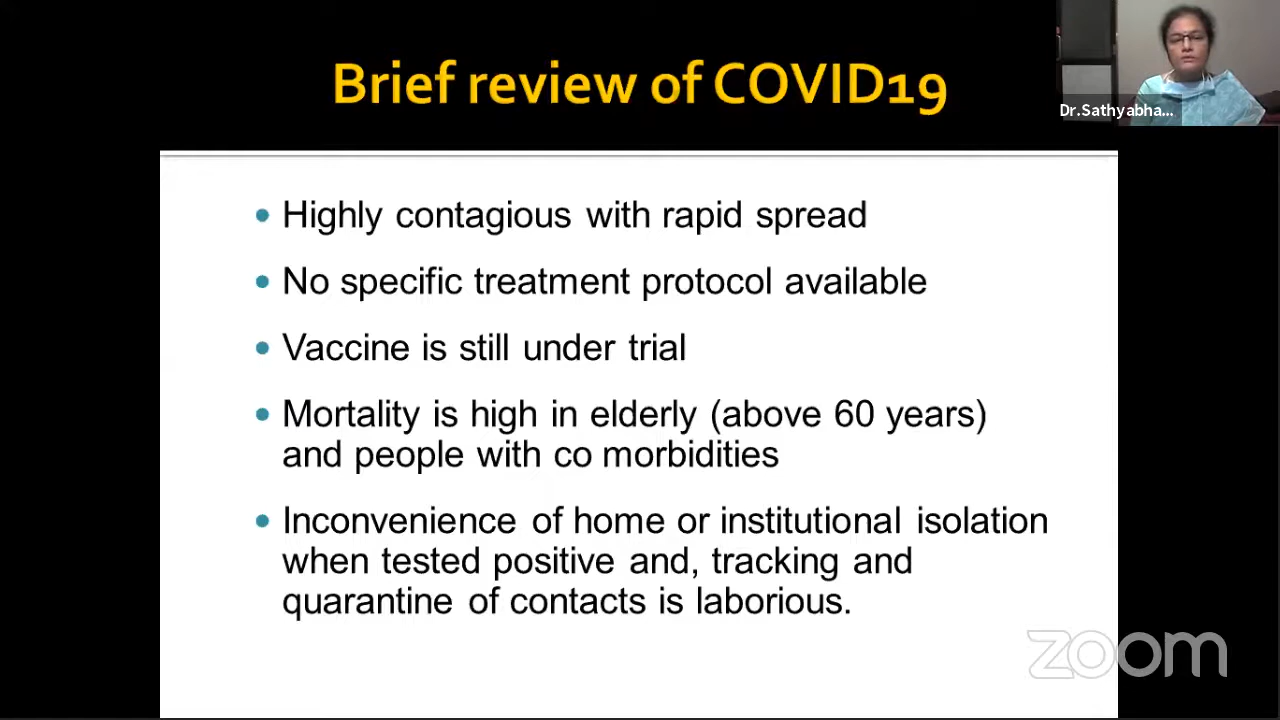 Brief review of COVID19
Dr.Sathyabha...
• Highly contagious with rapid spread
• No specific treatment protocol available
• Vaccine is still under trial
• Mortality is high in elderly (above 60 years)
and people with co morbidities
• Inconvenience of home or institutional isolation
when tested positive and, tracking and
quarantine of contacts is laborious.
zoom